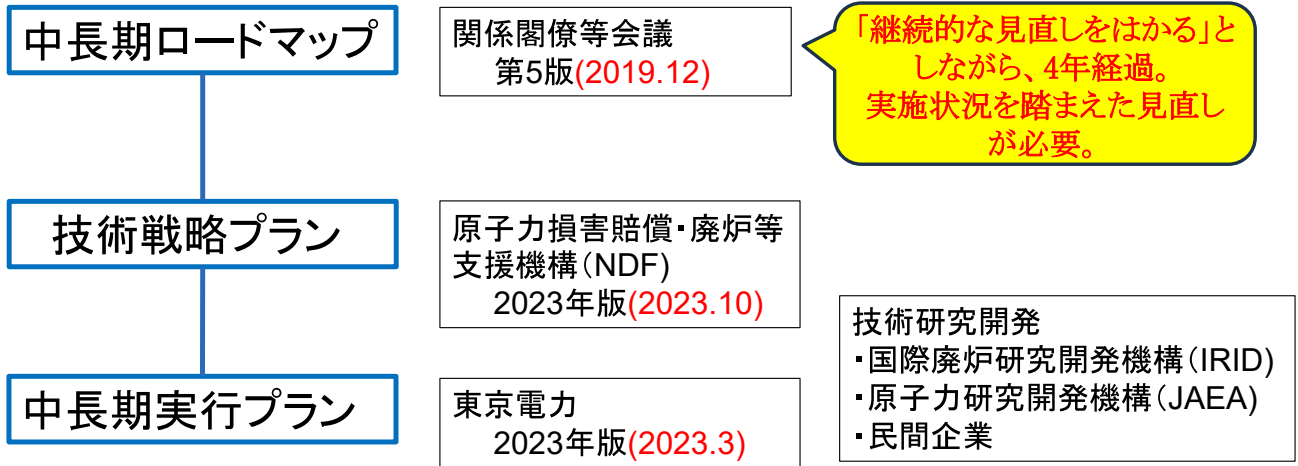 中長期ロードマップ
関係閣僚等会議
第5版(2019.12)
「継続的な見直しをはかる」と
しながら、4年経過。
実施状況を踏まえた見直し
が必要。
技術戦略プラン
原子力損害賠償・廃炉等
支援機構(NDF)
2023年版(2023.10)
中長期実行プラン
東京電力
2023年版(2023.3)
技術研究開発
・国際廃炉研究開発機構(IRID)
・原子力研究開発機構(JAEA)
・民間企業